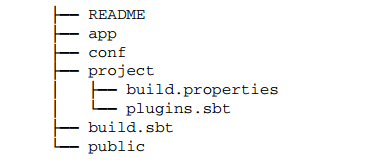 ├── README
├── app
├── conf
├── project
│   ├── build.properties
│   └── plugins.sbt
├── build.sbt
└── public